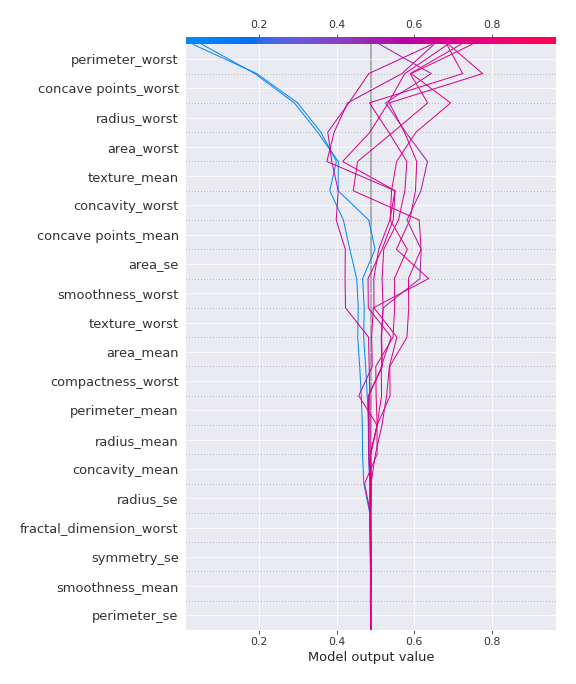 0.2 0.4 0.6 0.8
perimeter_worst
concave points_worst
radius_worst
area_worst
texture_mean
concavity_worst
concave points_mean
area_se
smoothness_worst
texture_worst
area_mean
compactness_worst
perimeter_mean
radius_mean
concavity_mean
radius_se
fractal_dimension_worst
symmetry_se
smoothness_mean
perimeter_se
0.2 0.4 0.6 0.8
Model output value